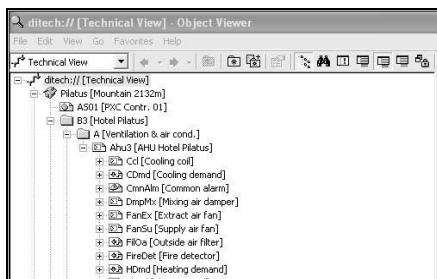 ditech:// [Technical View] - Object Viewer
File Edit View Go Favorites Help
Technical View
ditech:// [Technical View]
Pilatus [Mountain 2132m]
AS01 [PXC Contr. 01]
B3 [Hotel Pilatus]
A [Ventilation & air cond.]
Ahu3 [AHU Hotel Pilatus]
Ccl [Cooling coil]
CDmd [Cooling demand]
CmnAlm [Common alarm]
DmpMx [Mixing air damper]
FanEx [Extract air fan]
FanSu [Supply air fan]
FilOa [Outside air filter]
FireDet [Fire detector]
HDmd [Heating demand]